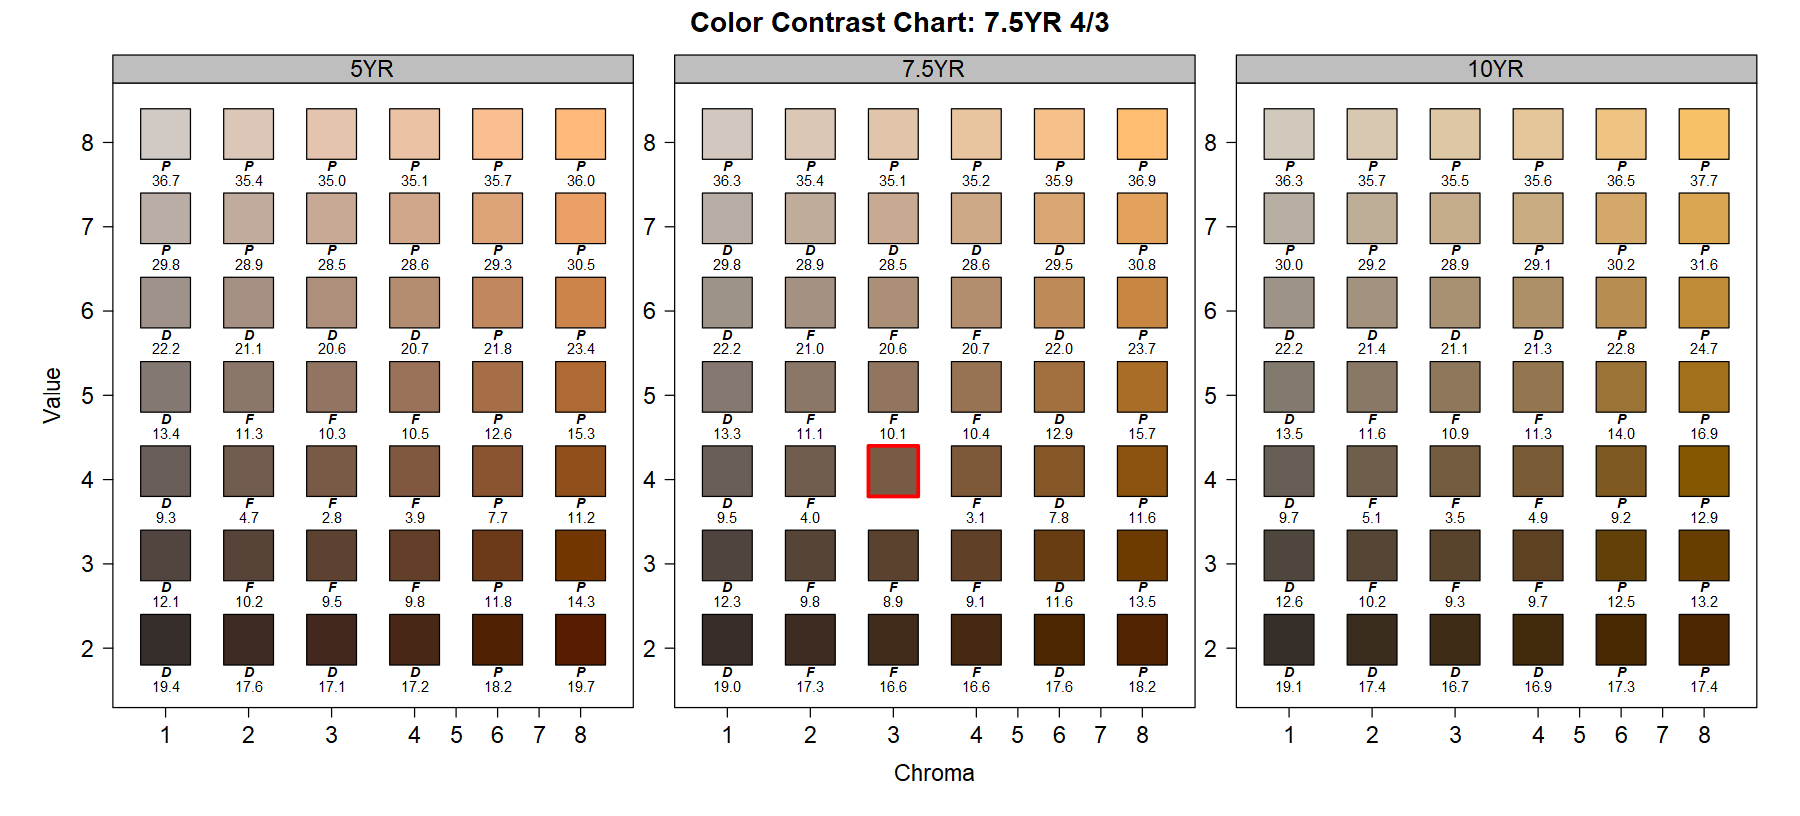 Color Contrast Chart: 7.5YR 4/3
5YR 7.5YR 10YR
8 8 8
P P P P P P P P P P P P P P P P P P
36.7 35.4 35.0 35.1 35.7 36.0 36.3 35.4 35.1 35.2 35.9 36.9 36.3 35.7 35.5 35.6 36.5 37.7
7 7 7
P P P P P P D D D D D P P P P P P P
29.8 28.9 28.5 28.6 29.3 30.5 29.8 28.9 28.5 28.6 29.5 30.8 30.0 29.2 28.9 29.1 30.2 31.6
6 6 6
D D D D P P D F F F D P D D D D P P
22.2 21.1 20.6 20.7 21.8 23.4 22.2 21.0 20.6 20.7 22.0 23.7 22.2 21.4 21.1 21.3 22.8 24.7
Value
5 5 5
D F F F P P D F F F D P D F F F P P
13.4 11.3 10.3 10.5 12.6 15.3 13.3 11.1 10.1 10.4 12.9 15.7 13.5 11.6 10.9 11.3 14.0 16.9
4 4 4
D F F F P P D F F D P D F F F P P
9.3 4.7 2.8 3.9 7.7 11.2 9.5 4.0 3.1 7.8 11.6 9.7 5.1 3.5 4.9 9.2 12.9
3 3 3
D F F F P P D F F F D P D F F F P P
12.1 10.2 9.5 9.8 11.8 14.3 12.3 9.8 8.9 9.1 11.6 13.5 12.6 10.2 9.3 9.7 12.5 13.2
2 2 2
D D D D P P D F F F D P D D D D P P
19.4 17.6 17.1 17.2 18.2 19.7 19.0 17.3 16.6 16.6 17.6 18.2 19.1 17.4 16.7 16.9 17.3 17.4
1 2 3 4 5 6 7 8 1 2 3 4 5 6 7 8 1 2 3 4 5 6 7 8
Chroma